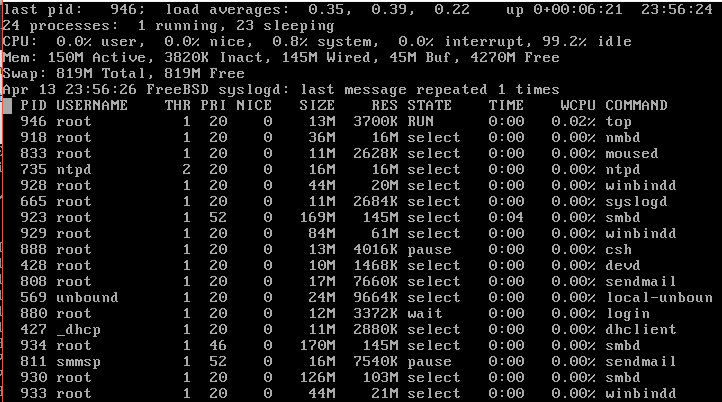 last pid:   946;  load averages:  0.35,  0.39,  0.22    up 0+00:06:21  23:56:24
24 processes:  1 running, 23 sleeping
CPU:  0.0% user,  0.0% nice,  0.8% system,  0.0% interrupt, 99.2% idle
Mem: 150M Active, 3820K Inact, 145M Wired, 45M Buf, 4270M Free
Swap: 819M Total, 819M Free
Apr 13 23:56:26 FreeBSD syslogd: last message repeated 1 times
PID USERNAME    THR PRI NICE   SIZE    RES STATE    TIME    WCPU COMMAND
946 root          1  20    0    13M  3700K RUN      0:00   0.02% top
918 root          1  20    0    36M    16M select   0:00   0.00% nmbd
833 root          1  20    0    11M  2628K select   0:00   0.00% moused
735 ntpd          2  20    0    16M    16M select   0:00   0.00% ntpd
928 root          1  20    0    44M    20M select   0:00   0.00% winbindd
665 root          1  20    0    11M  2684K select   0:00   0.00% syslogd
923 root          1  52    0   169M   145M select   0:04   0.00% smbd
929 root          1  20    0    84M    61M select   0:00   0.00% winbindd
888 root          1  20    0    13M  4016K pause    0:00   0.00% csh
428 root          1  20    0    10M  1468K select   0:00   0.00% devd
808 root          1  20    0    17M  7660K select   0:00   0.00% sendmail
569 unbound       1  20    0    24M  9664K select   0:00   0.00% local-unboun
880 root          1  20    0    12M  3372K wait     0:00   0.00% login
427 _dhcp         1  20    0    11M  2880K select   0:00   0.00% dhclient
934 root          1  46    0   170M   145M select   0:00   0.00% smbd
811 smmsp         1  52    0    16M  7540K pause    0:00   0.00% sendmail
930 root          1  20    0   126M   103M select   0:00   0.00% smbd
933 root          1  20    0    44M    21M select   0:00   0.00% winbindd